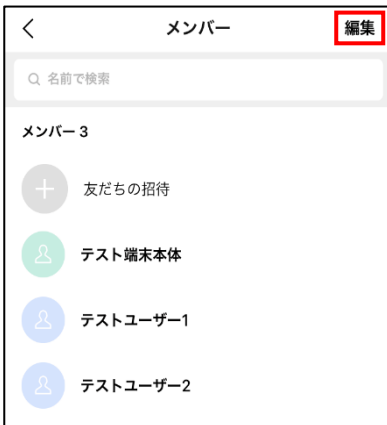 メンバー 編集
名前で検索
メンバー 3
友だちの招待
テスト端末本体
テストユーザー1
テストユーザー2